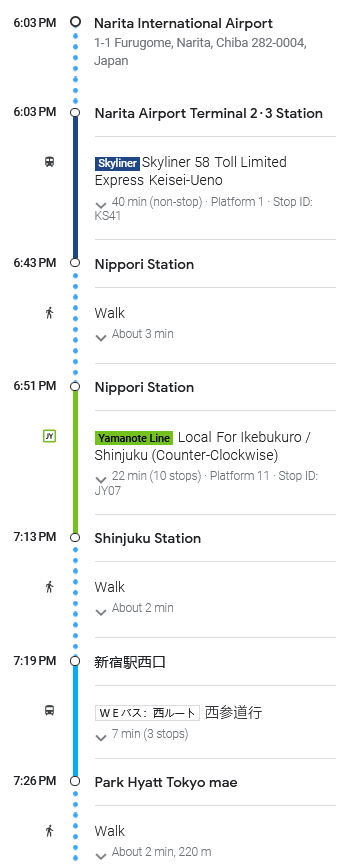 6:03 PM Narita International Airport
1-1 Furugome, Narita, Chiba 282-0004,
Japan
6:03 PM Narita Airport Terminal 2·3 Station
Skyliner Skyliner 58 Toll Limited
Express Keisei-Ueno
40 min (non-stop) · Platform 1 · Stop ID:
KS41
6:43 PM Nippori Station
Walk
About 3 min
6:51 PM Nippori Station
JY Yamanote Line Local For Ikebukuro /
Shinjuku (Counter-Clockwise)
22 min (10 stops) · Platform 11 · Stop ID:
JY07
7:13 PM Shinjuku Station
Walk
About 2 min
7:19 PM 新宿駅西口
ＷＥバス：西ルート 西参道行
7 min (3 stops)
7:26 PM Park Hyatt Tokyo mae
Walk
About 2 min, 220 m